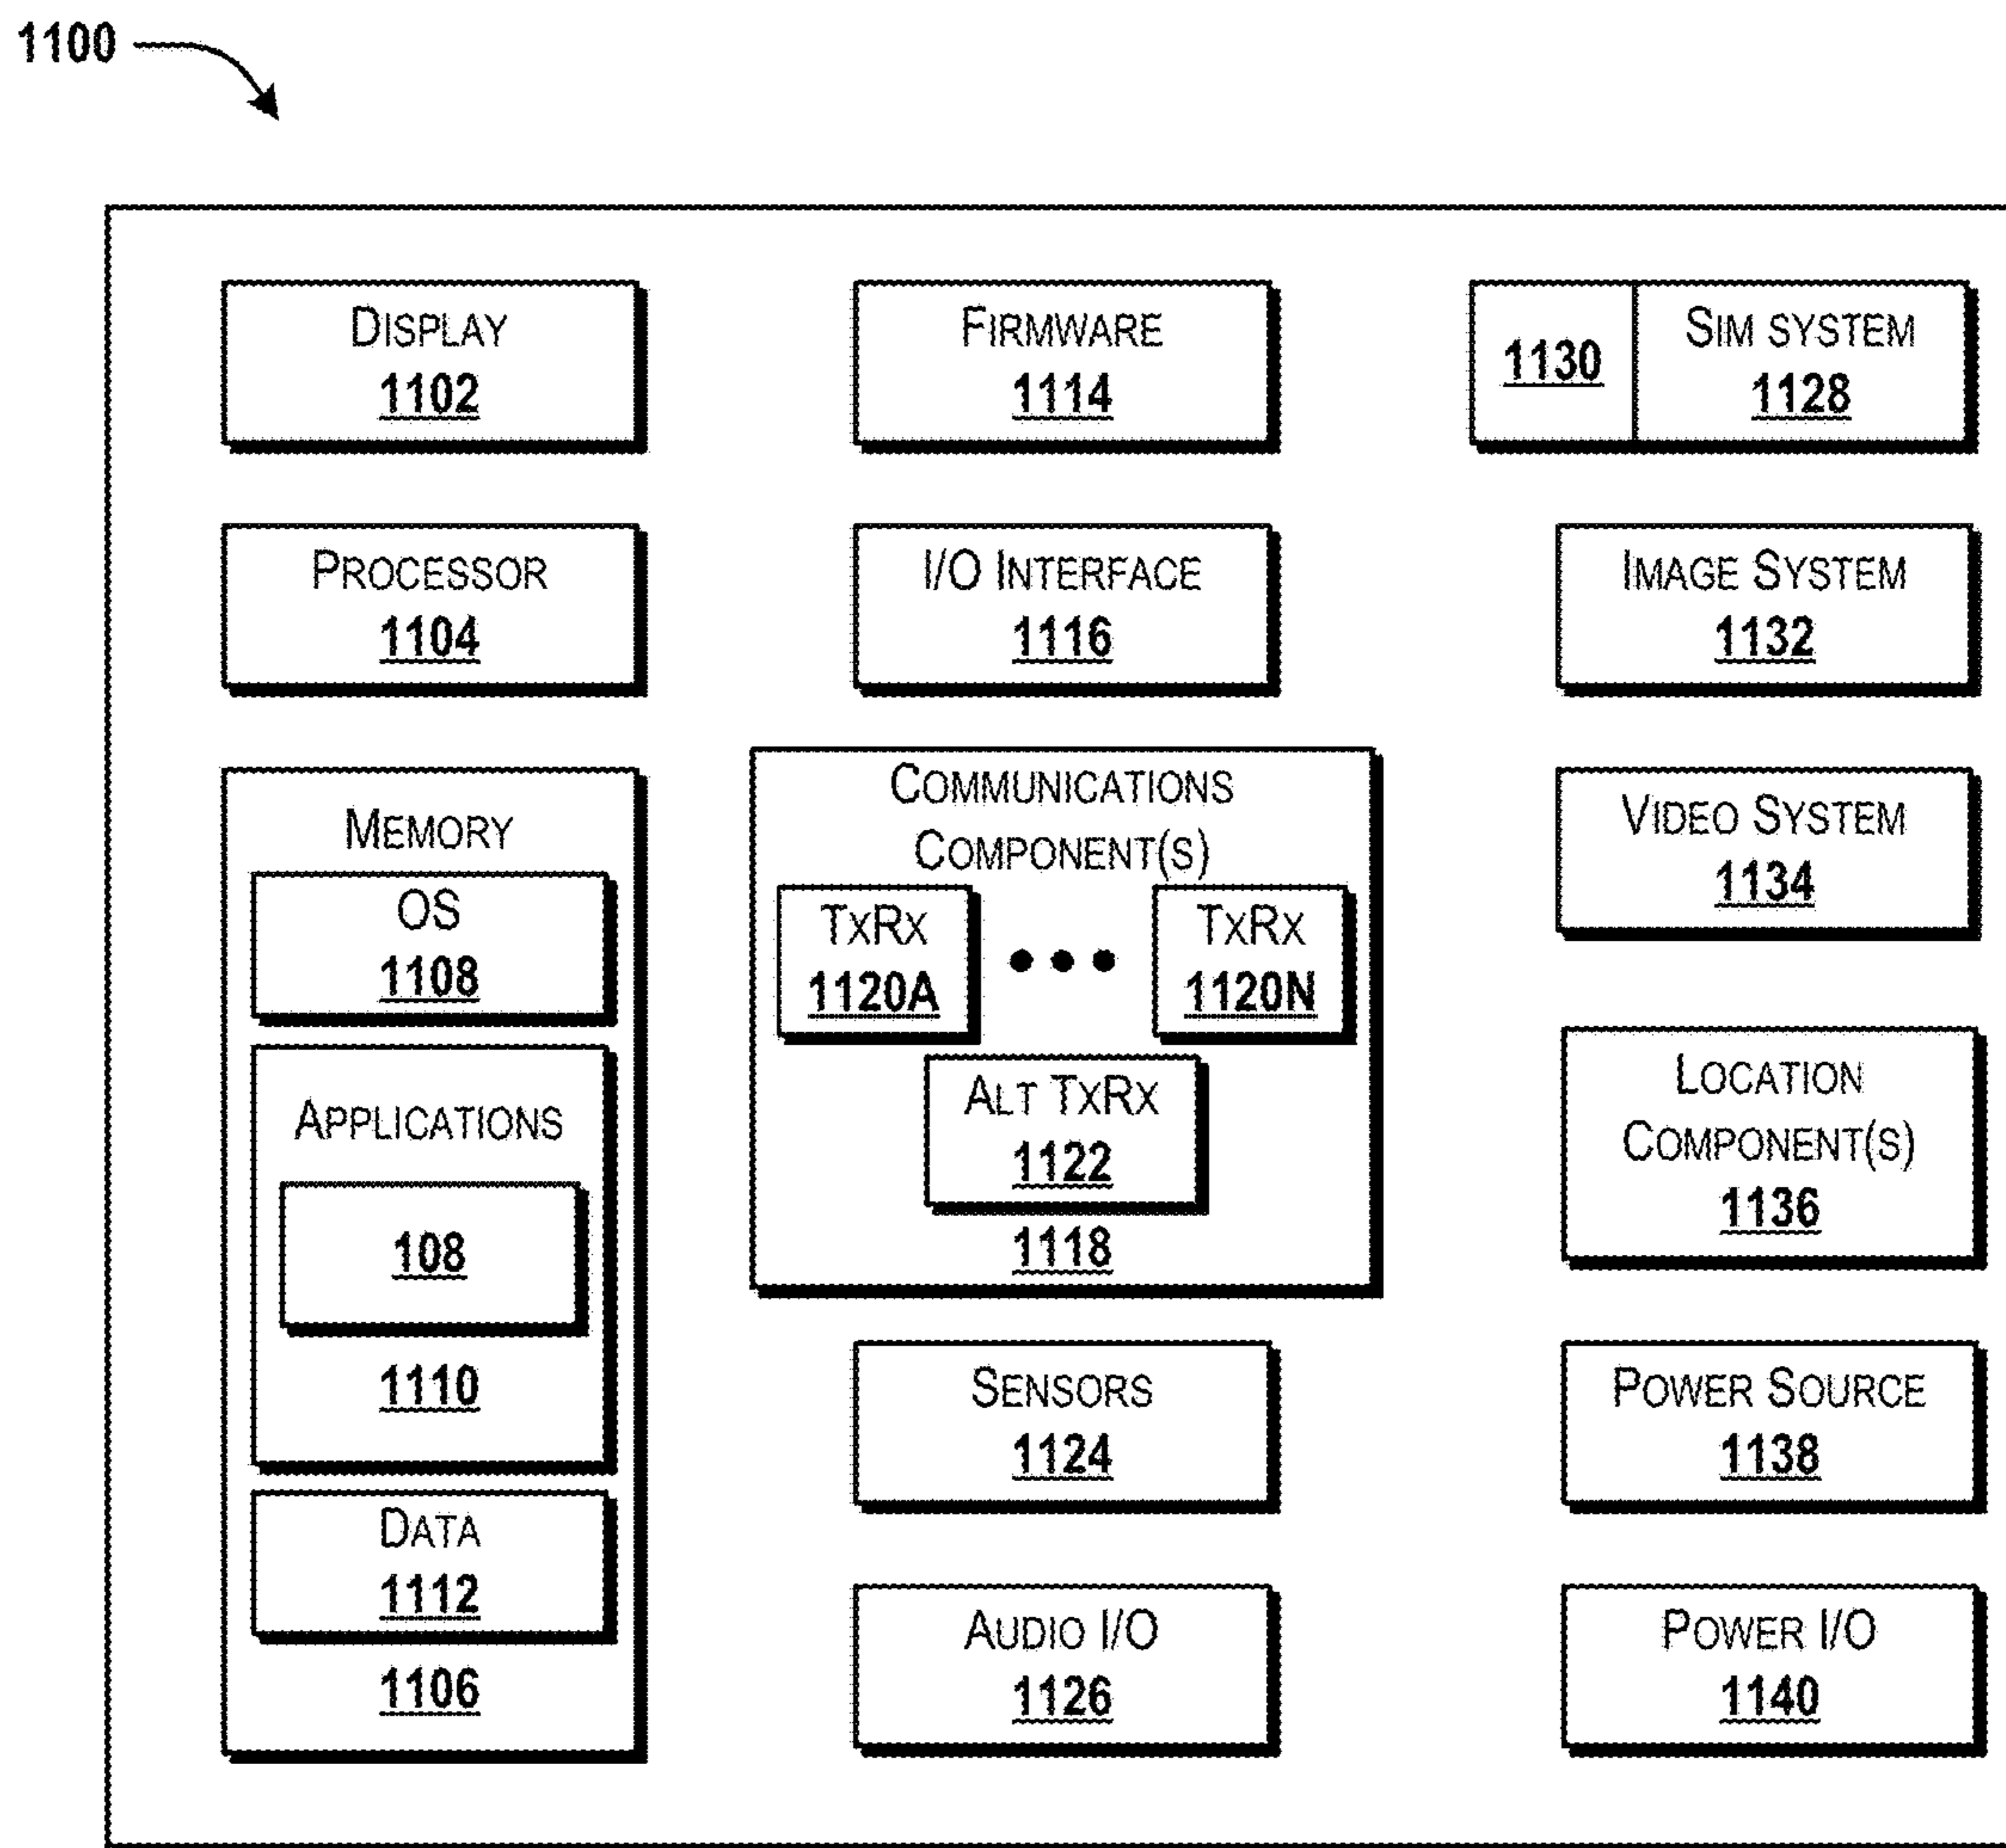 1100
DISPLAY
1102
PROCESSOR
1104
MEMORY
OS
1108
APPLICATIONS
108
1110
DATA
1112
1106
FIRMWARE
1114
I/O INTERFACE
1116
COMMUNICATIONS
COMPONENT(S)
TXRX
1120A
TXRX
1120N
ALT TXRX
1122
1118
SENSORS
1124
AUDIO I/O
1126
1130
SIM SYSTEM
1128
IMAGE SYSTEM
1132
VIDEO SYSTEM
1134
LOCATION
COMPONENT(S)
1136
POWER SOURCE
1138
POWER I/O
1140